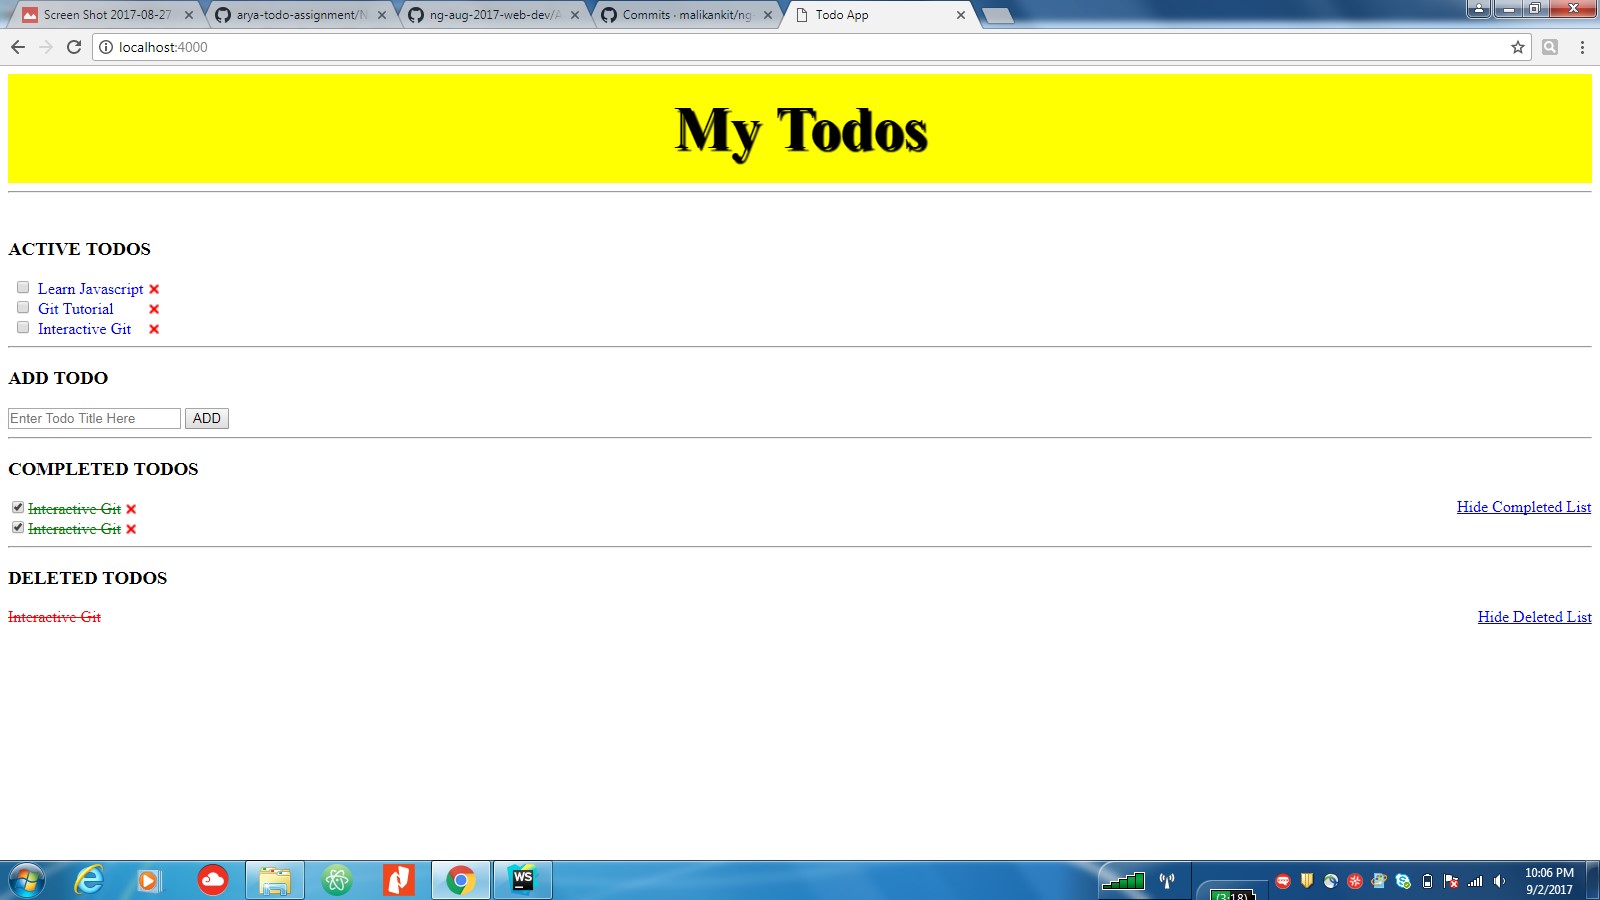 Screen Shot 2017-08-27
arya-todo-assignment/N
ng-aug-2017-web-dev/A
Commits - malikankit/ng
Todo App
localhost:4000
My Todos
ACTIVE TODOS
Learn Javascript
Git Tutorial
Interactive Git
ADD TODO
Enter Todo Title Here ADD
COMPLETED TODOS
Interactive Git
Hide Completed List
Interactive Git
DELETED TODOS
Interactive Git
Hide Deleted List
WS
(3:18)
10:06 PM
9/2/2017